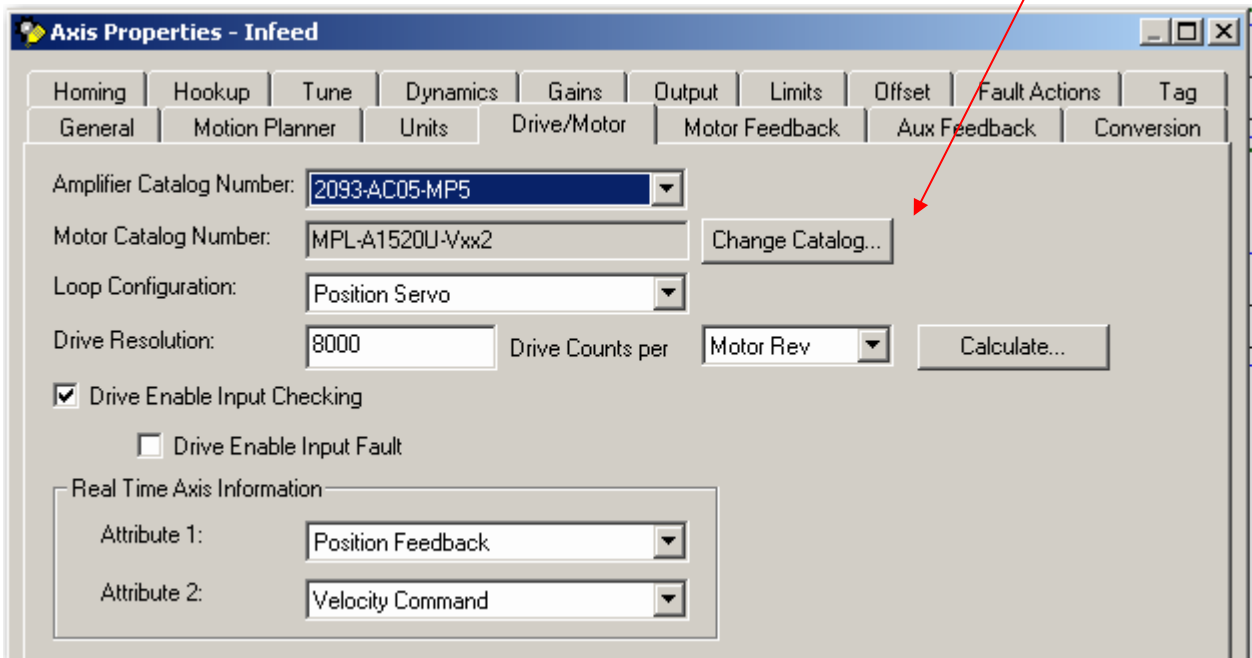 Axis Properties - Infeed
Homing Hookup Tune Dynamics Gains Output Limits Offset Fault Actions Tag
General Motion Planner Units Drive/Motor Motor Feedback Aux Feedback Conversion
Amplifier Catalog Number: 2093-AC05-MP5
Motor Catalog Number: MPL-A1520U-Vxx2 Change Catalog...
Loop Configuration: Position Servo
Drive Resolution: 8000 Drive Counts per Motor Rev Calculate...
Drive Enable Input Checking
Drive Enable Input Fault
Real Time Axis Information
Attribute 1: Position Feedback
Attribute 2: Velocity Command